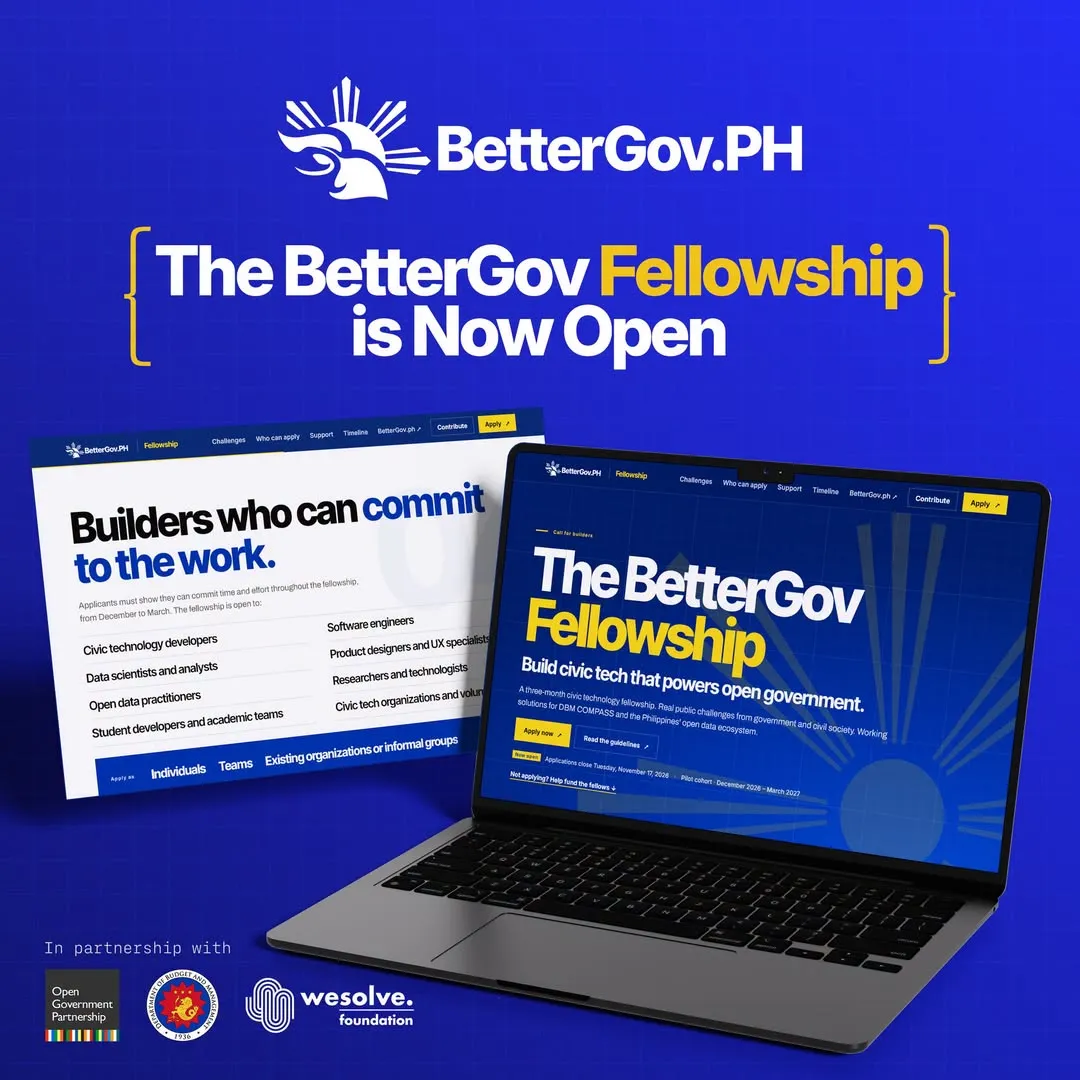 BetterGov.PH
The BetterGov Fellowship
is Now Open
BetterGov.PH Fellowship Challenges Who can apply Support Timeline BetterGov.ph ↗ Contribute Apply ↗
Builders who can commit
to the work.
Applicants must show they can commit time and effort throughout the fellowship,
from December to March. The fellowship is open to:
Civic technology developers
Software engineers
Data scientists and analysts
Product designers and UX specialists
Open data practitioners
Researchers and technologists
Student developers and academic teams
Civic tech organizations and
Apply as Individuals Teams Existing organizations or informal groups
BetterGov.PH Fellowship Challenges Who can apply Support Timeline BetterGov.ph ↗ Contribute Apply ↗
Call for builders
The BetterGov
Fellowship
Build civic tech that powers open government.
A three-month civic technology fellowship. Real public challenges from government and civil society. Working
solutions for DBM COMPASS and the Philippines' open data ecosystem.
Apply now ↗ Read the guidelines ↗
Now open Applications close Tuesday, November 17, 2026 · Pilot cohort · December 2026 – March 2027
Not applying? Help fund the fellows ↓
In partnership with
Open
Government
Partnership
DEPARTMENT OF BUDGET AND MANAGEMENT
1936
wesolve.
foundation